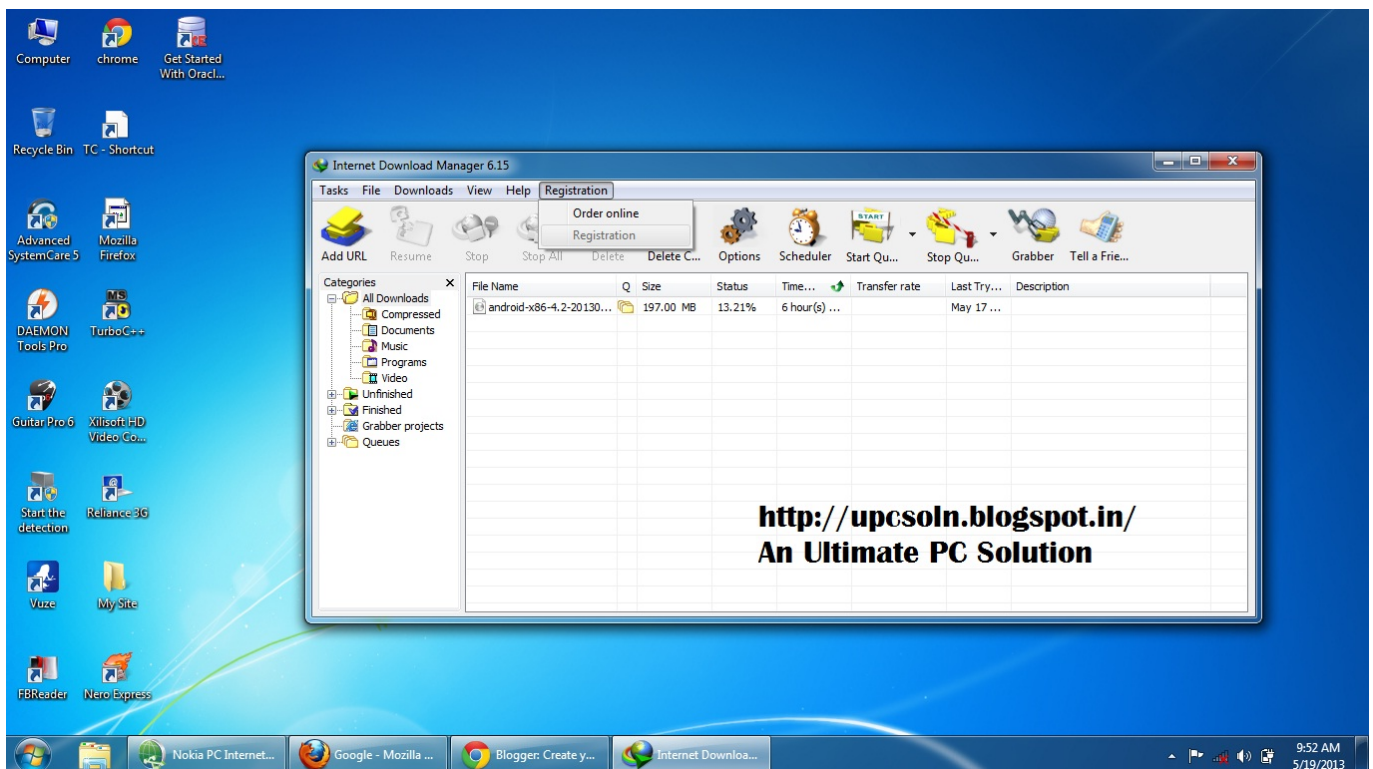 Computer
chrome
Get Started
With Oracl...
Recycle Bin
TC - Shortcut
Advanced
SystemCare 5
Mozilla
Firefox
DAEMON
Tools Pro
TurboC++
Guitar Pro 6
Xilisoft HD
Video Co...
Start the
detection
Reliance 3G
Vuze
My Site
FBReader
Nero Express
Internet Download Manager 6.15
Tasks File Downloads View Help Registration
Order online
Registration
START
Add URL Resume Stop Stop All Delete Delete C... Options Scheduler Start Qu... Stop Qu... Grabber Tell a Frie...
Categories
All Downloads
Compressed
Documents
Music
Programs
Video
Unfinished
Finished
Grabber projects
Queues
File Name Q Size Status Time... Transfer rate Last Try... Description
android-x86-4.2-20130... 197.00 MB 13.21% 6 hour(s) ... May 17 ...
http://upcsoln.blogspot.in/
An Ultimate PC Solution
Nokia PC Internet... Google - Mozilla ... Blogger: Create y... Internet Downloa...
9:52 AM
5/19/2013